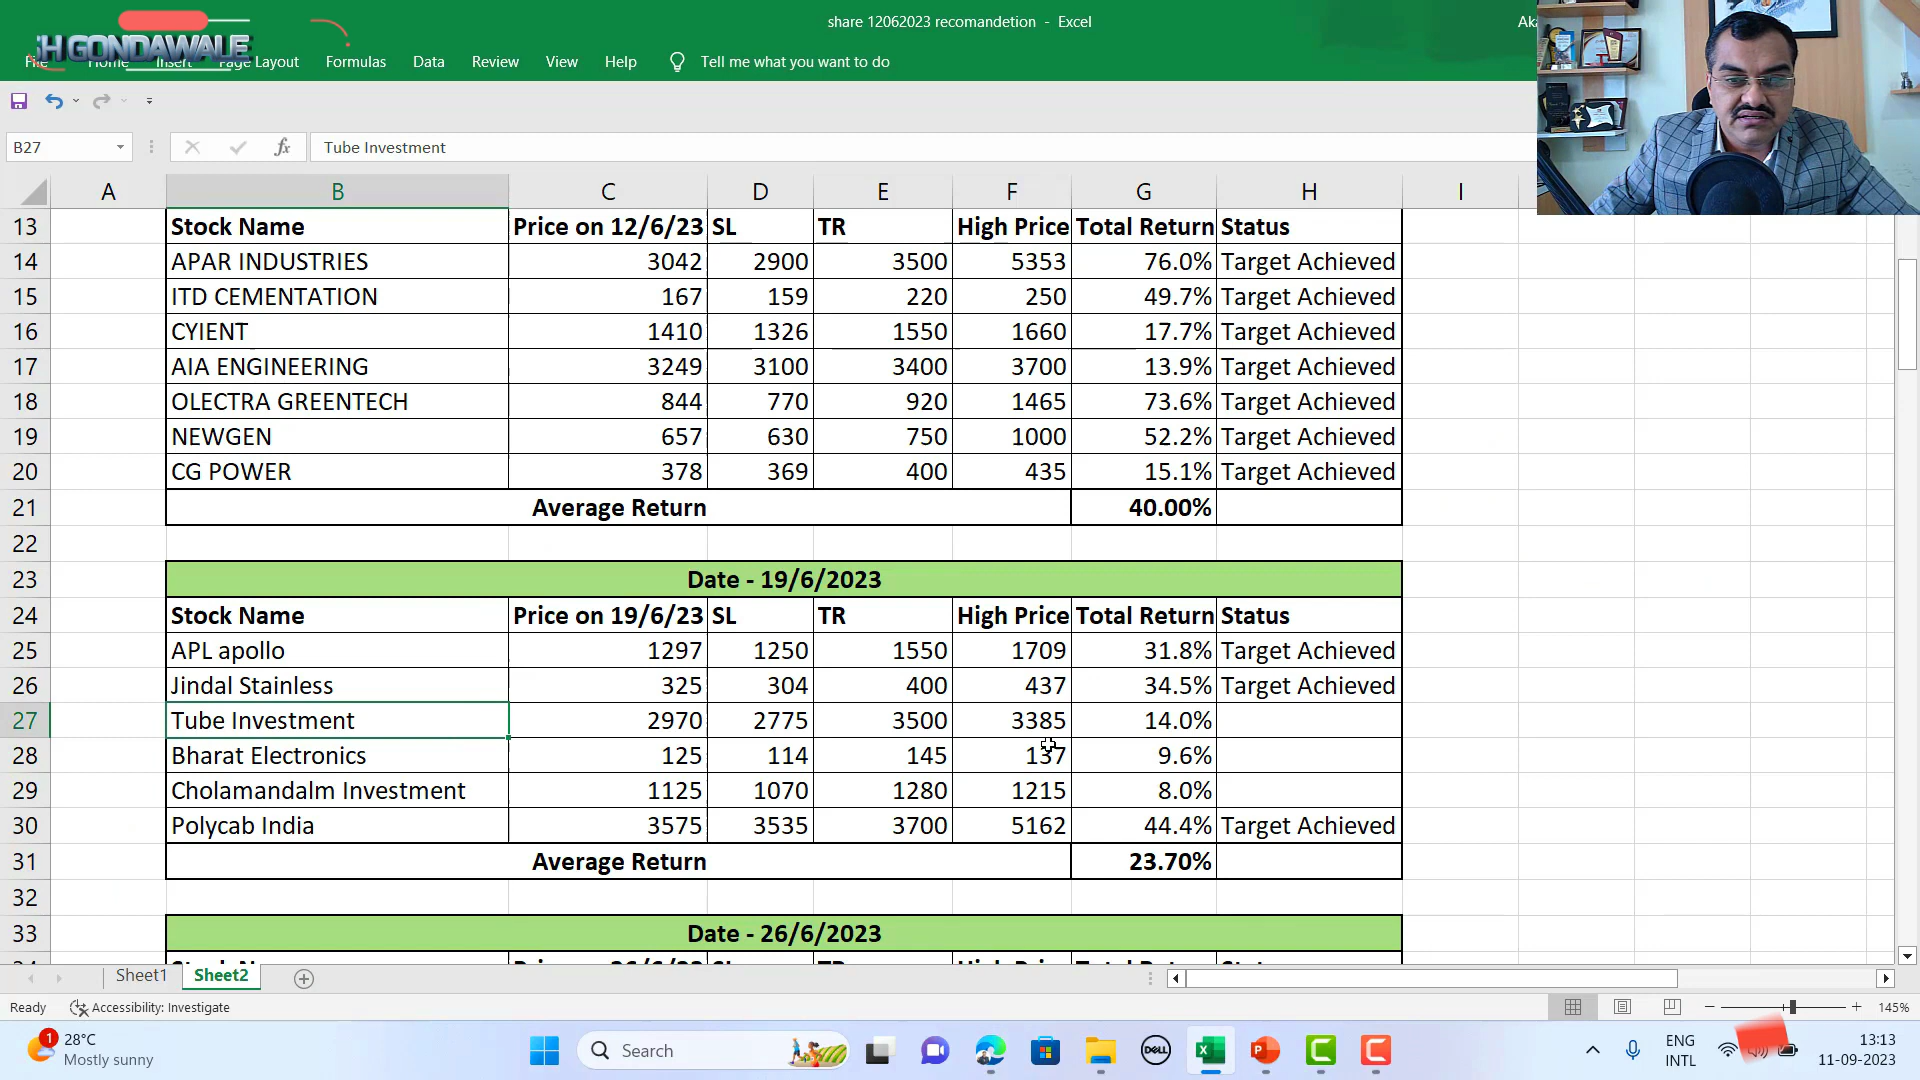 share 12062023 recomandetion - Excel
Aka
H GONDAWALE
File Home Insert Page Layout Formulas Data Review View Help Tell me what you want to do
B27 fx Tube Investment
A B C D E F G H I
13 Stock Name Price on 12/6/23 SL TR High Price Total Return Status
14 APAR INDUSTRIES 3042 2900 3500 5353 76.0% Target Achieved
15 ITD CEMENTATION 167 159 220 250 49.7% Target Achieved
16 CYIENT 1410 1326 1550 1660 17.7% Target Achieved
17 AIA ENGINEERING 3249 3100 3400 3700 13.9% Target Achieved
18 OLECTRA GREENTECH 844 770 920 1465 73.6% Target Achieved
19 NEWGEN 657 630 750 1000 52.2% Target Achieved
20 CG POWER 378 369 400 435 15.1% Target Achieved
21 Average Return 40.00%
22
23 Date - 19/6/2023
24 Stock Name Price on 19/6/23 SL TR High Price Total Return Status
25 APL apollo 1297 1250 1550 1709 31.8% Target Achieved
26 Jindal Stainless 325 304 400 437 34.5% Target Achieved
27 Tube Investment 2970 2775 3500 3385 14.0%
28 Bharat Electronics 125 114 145 137 9.6%
29 Cholamandalm Investment 1125 1070 1280 1215 8.0%
30 Polycab India 3575 3535 3700 5162 44.4% Target Achieved
31 Average Return 23.70%
32
33 Date - 26/6/2023
Sheet1 Sheet2
Ready Accessibility: Investigate 145%
1 28°C
Mostly sunny
Search
DELL
ENG
INTL
13:13
11-09-2023